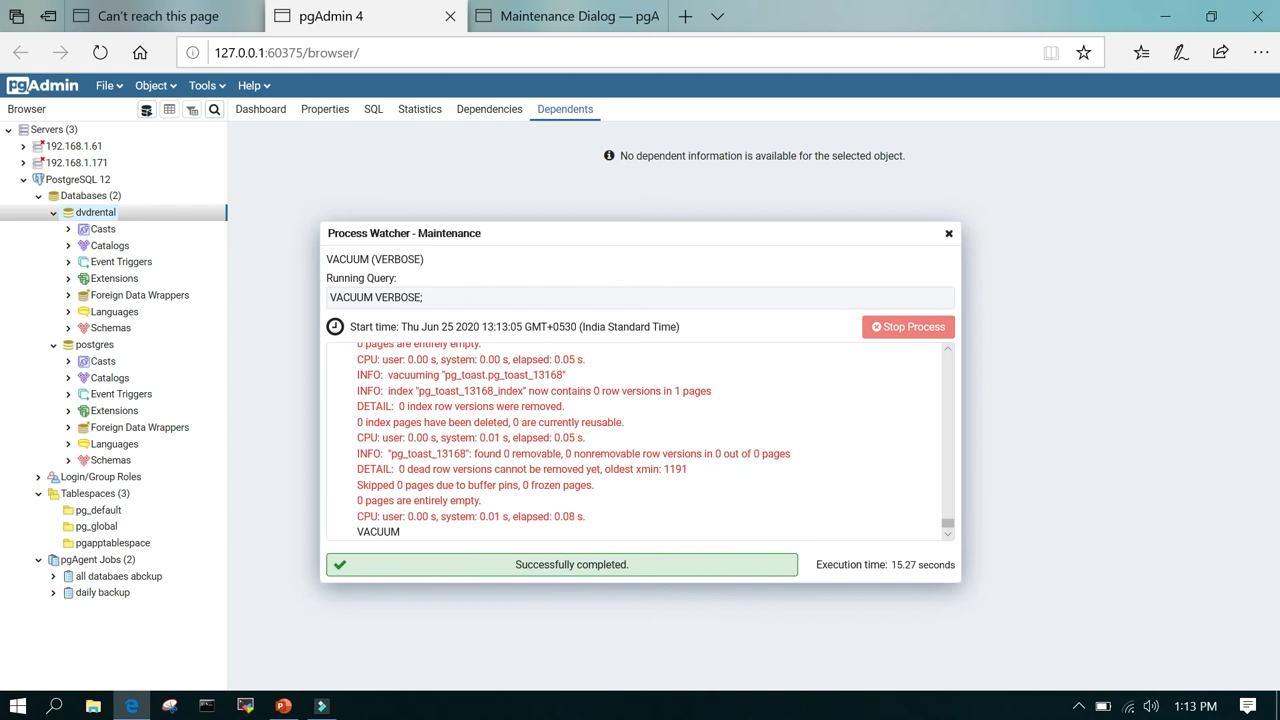 Can't reach this page
pgAdmin 4
Maintenance Dialog — pgA
127.0.0.1:60375/browser/
pgAdmin
File
Object
Tools
Help
Browser
Dashboard
Properties
SQL
Statistics
Dependencies
Dependents
Servers (3)
192.168.1.61
192.168.1.171
PostgreSQL 12
Databases (2)
dvdrental
Casts
Catalogs
Event Triggers
Extensions
Foreign Data Wrappers
Languages
Schemas
postgres
Casts
Catalogs
Event Triggers
Extensions
Foreign Data Wrappers
Languages
Schemas
Login/Group Roles
Tablespaces (3)
pg_default
pg_global
pgapptablespace
pgAgent Jobs (2)
all databaes abckup
daily backup
No dependent information is available for the selected object.
Process Watcher - Maintenance
VACUUM (VERBOSE)
Running Query:
VACUUM VERBOSE;
Start time: Thu Jun 25 2020 13:13:05 GMT+0530 (India Standard Time)
Stop Process
0 pages are entirely empty.
CPU: user: 0.00 s, system: 0.00 s, elapsed: 0.05 s.
INFO: vacuuming "pg_toast.pg_toast_13168"
INFO: index "pg_toast_13168_index" now contains 0 row versions in 1 pages
DETAIL: 0 index row versions were removed.
0 index pages have been deleted, 0 are currently reusable.
CPU: user: 0.00 s, system: 0.01 s, elapsed: 0.05 s.
INFO: "pg_toast_13168": found 0 removable, 0 nonremovable row versions in 0 out of 0 pages
DETAIL: 0 dead row versions cannot be removed yet, oldest xmin: 1191
Skipped 0 pages due to buffer pins, 0 frozen pages.
0 pages are entirely empty.
CPU: user: 0.00 s, system: 0.01 s, elapsed: 0.08 s.
VACUUM
Successfully completed.
Execution time: 15.27 seconds
1:13 PM